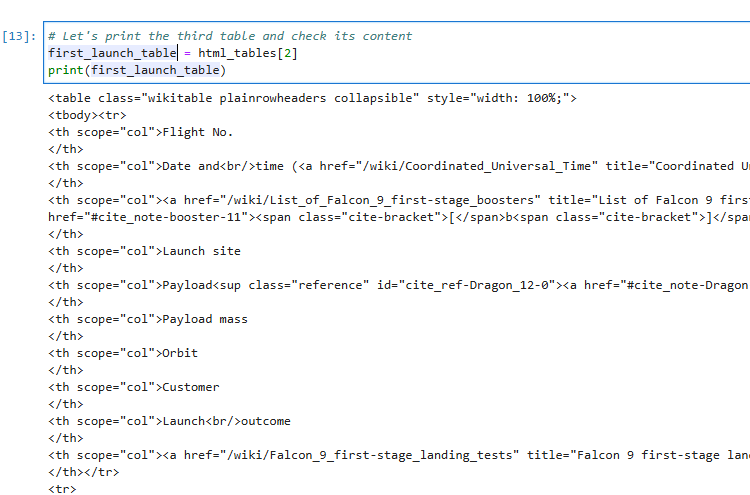 [13]: # Let's print the third table and check its content
first_launch_table = html_tables[2]
print(first_launch_table)
<table class="wikitable plainrowheaders collapsible" style="width: 100%;">
<tbody><tr>
<th scope="col">Flight No.
</th>
<th scope="col">Date and<br/>time (<a href="/wiki/Coordinated_Universal_Time" title="Coordinated U
</th>
<th scope="col"><a href="/wiki/List_of_Falcon_9_first-stage_boosters" title="List of Falcon 9 firs
href="#cite_note-booster-11"><span class="cite-bracket">[</span>b<span class="cite-bracket">]</spa
</th>
<th scope="col">Launch site
</th>
<th scope="col">Payload<sup class="reference" id="cite_ref-Dragon_12-0"><a href="#cite_note-Dragon
</th>
<th scope="col">Payload mass
</th>
<th scope="col">Orbit
</th>
<th scope="col">Customer
</th>
<th scope="col">Launch<br/>outcome
</th>
<th scope="col"><a href="/wiki/Falcon_9_first-stage_landing_tests" title="Falcon 9 first-stage lan
</th></tr>
<tr>